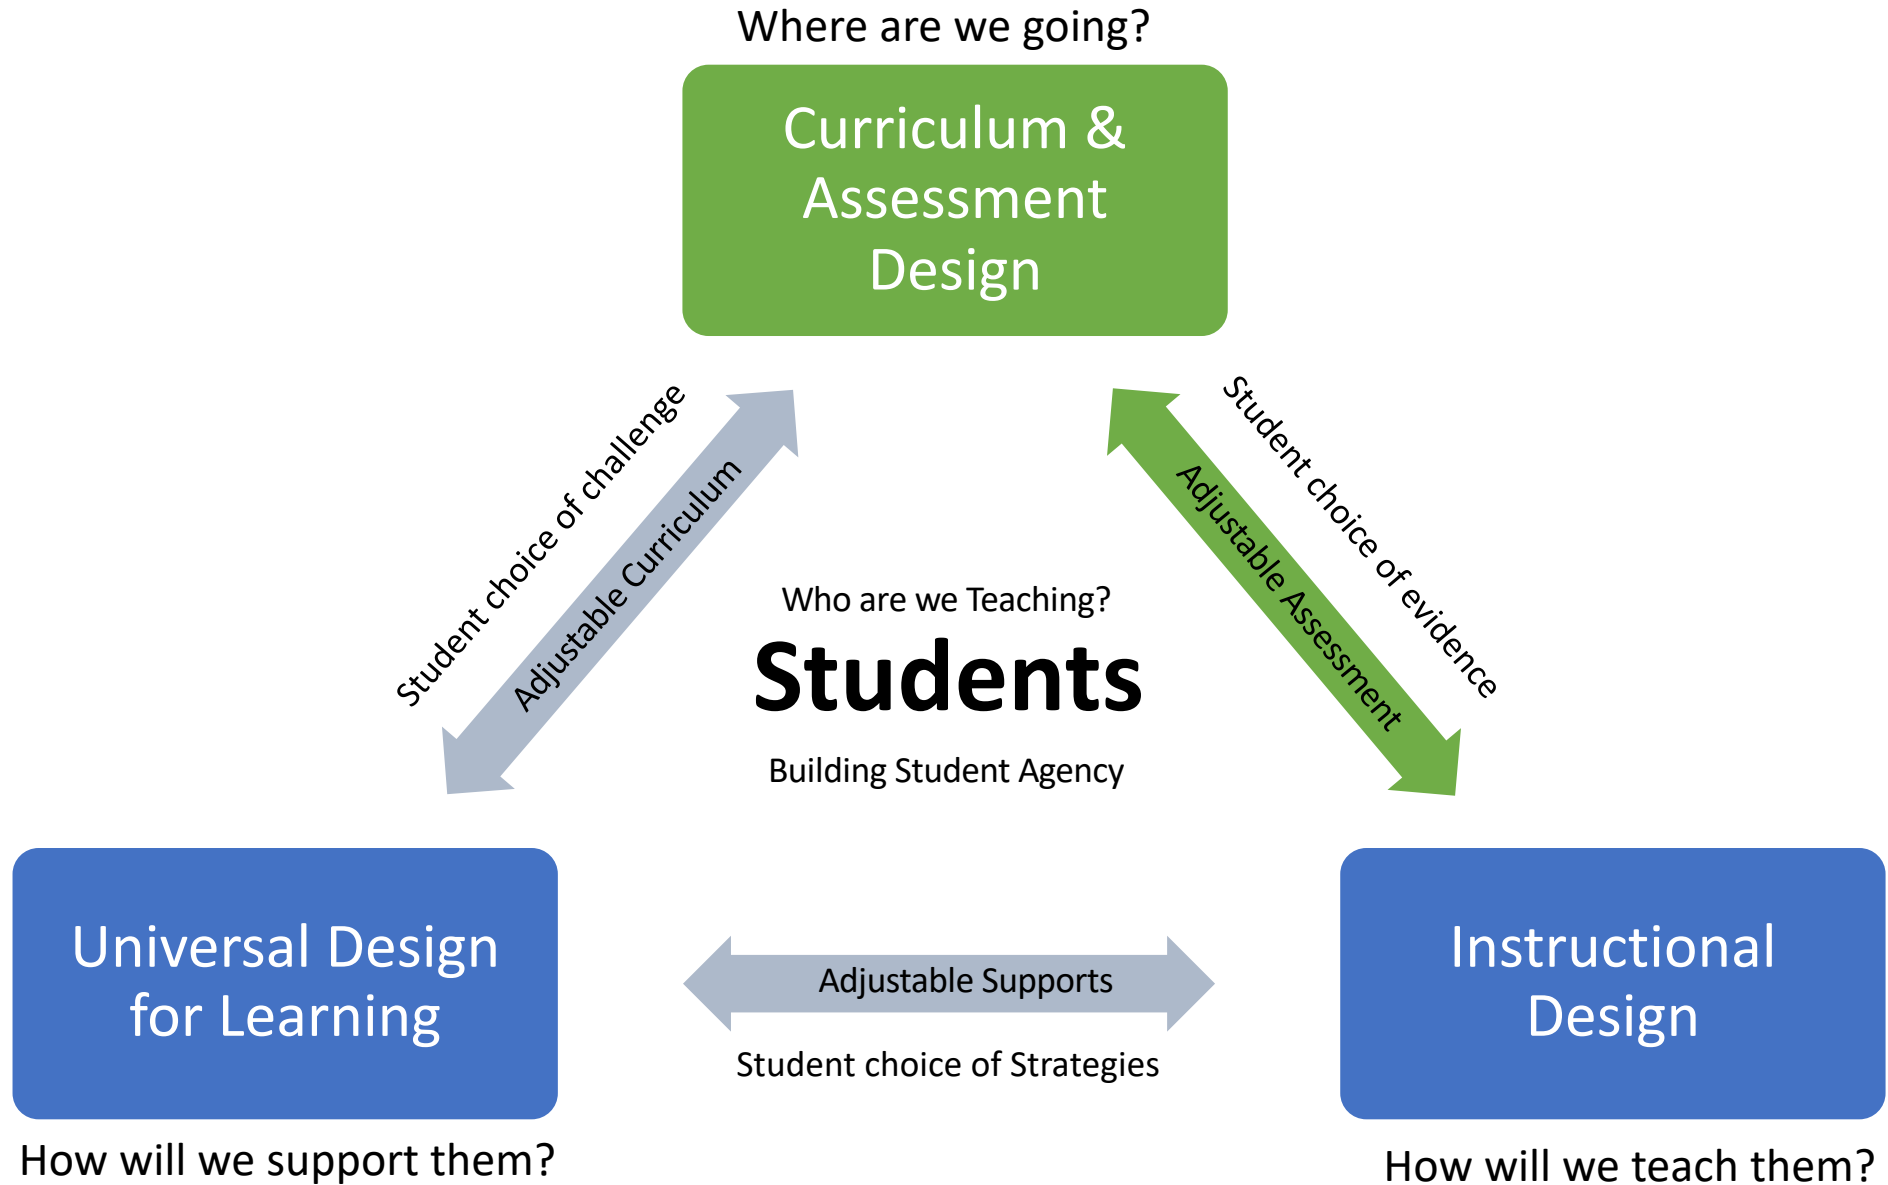 Where are we going?
Curriculum &
Assessment
Design
Student choice of challenge
Adjustable Curriculum
Adjustable Assessment
Student choice of evidence
Who are we Teaching?
Students
Building Student Agency
Universal Design
for Learning
Adjustable Supports
Student choice of Strategies
Instructional
Design
How will we support them?
How will we teach them?